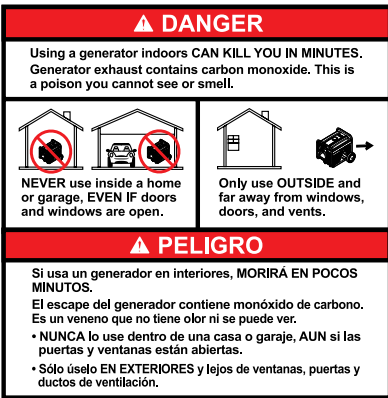 DANGER
Using a generator indoors CAN KILL YOU IN MINUTES.
Generator exhaust contains carbon monoxide. This is
a poison you cannot see or smell.
NEVER use inside a home
or garage, EVEN IF doors
and windows are open.
Only use OUTSIDE and
far away from windows,
doors, and vents.
PELIGRO
Si usa un generador en interiores, MORIRÁ EN POCOS
MINUTOS.
El escape del generador contiene monóxido de carbono.
Es un veneno que no tiene olor ni se puede ver.
• NUNCA lo use dentro de una casa o garaje, AUN si las
puertas y ventanas están abiertas.
• Sólo úselo EN EXTERIORES y lejos de ventanas, puertas y
ductos de ventilación.